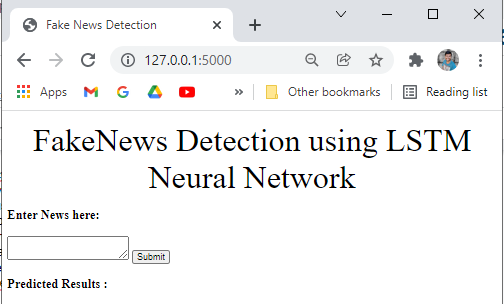 Fake News Detection
127.0.0.1:5000
Apps » Other bookmarks Reading list
FakeNews Detection using LSTM
Neural Network
Enter News here:
Submit
Predicted Results :